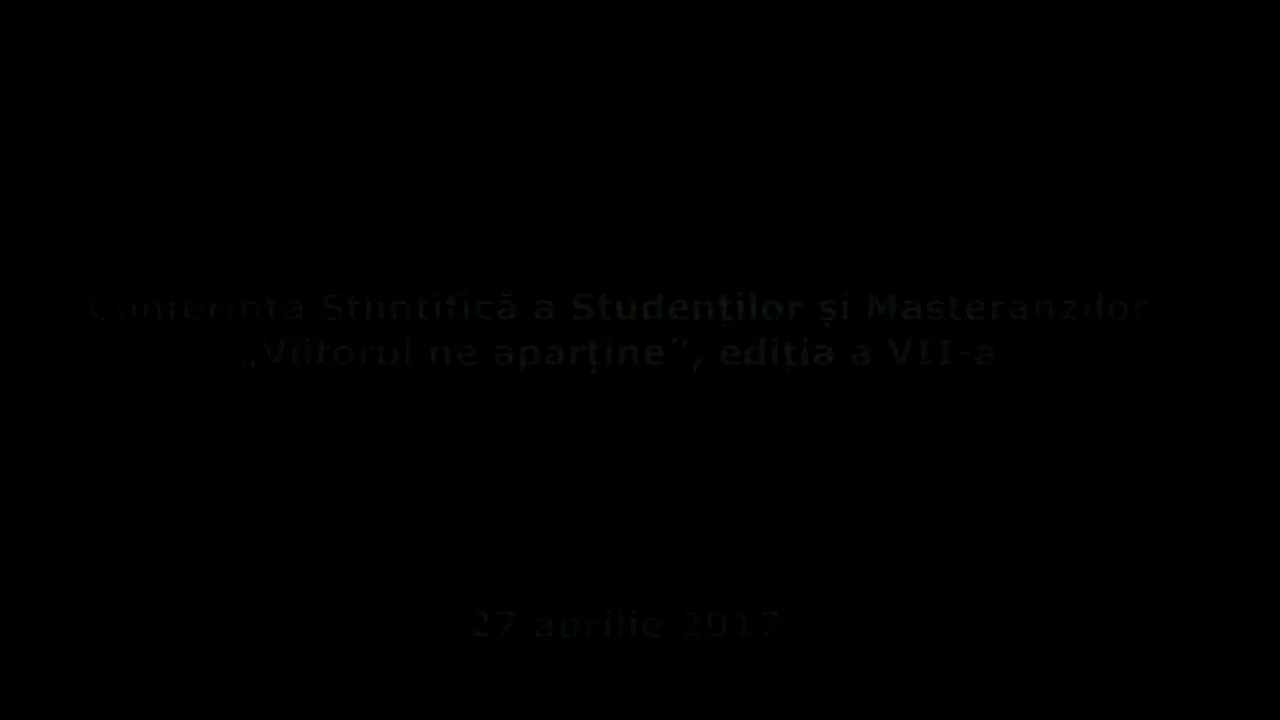 Conferința Științifică a Studenților și Masteranzilor
„Viitorul ne aparține”, ediția a VII-a
27 aprilie 2017